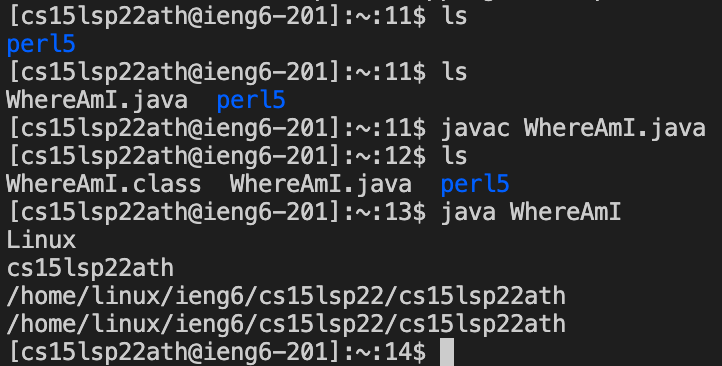 [cs15lsp22ath@ieng6-201]:~:11$ ls
perl5
[cs15lsp22ath@ieng6-201]:~:11$ ls
WhereAmI.java  perl5
[cs15lsp22ath@ieng6-201]:~:11$ javac WhereAmI.java
[cs15lsp22ath@ieng6-201]:~:12$ ls
WhereAmI.class  WhereAmI.java  perl5
[cs15lsp22ath@ieng6-201]:~:13$ java WhereAmI
Linux
cs15lsp22ath
/home/linux/ieng6/cs15lsp22/cs15lsp22ath
/home/linux/ieng6/cs15lsp22/cs15lsp22ath
[cs15lsp22ath@ieng6-201]:~:14$